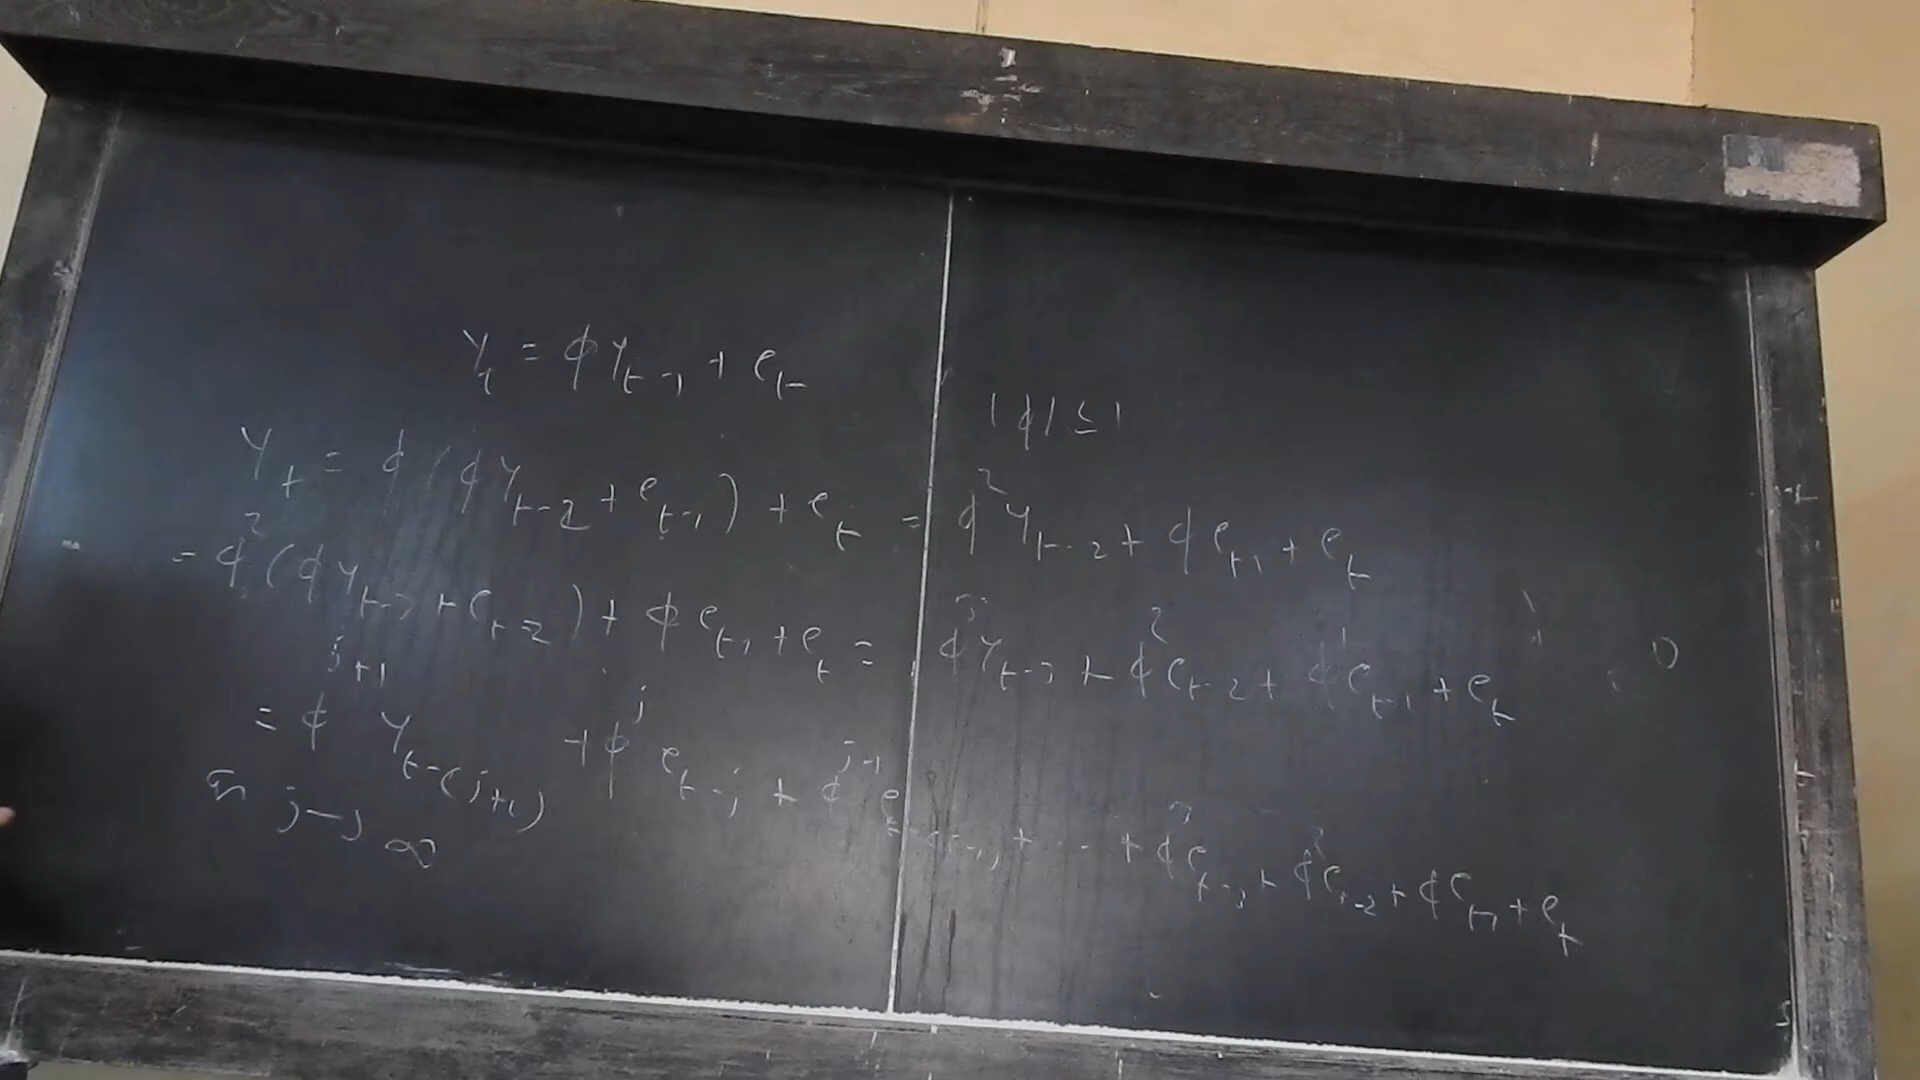 Y_t = φY_{t-1} + e_t
|φ| ≤ 1
Y_t = φ(φY_{t-2} + e_{t-1}) + e_t = φ²Y_{t-2} + φe_{t-1} + e_t
= φ²(φY_{t-3} + e_{t-2}) + φe_{t-1} + e_t = φ³Y_{t-3} + φ²e_{t-2} + φe_{t-1} + e_t
= φ^{j+1} Y_{t-(j+1)} + φ^j e_{t-j} + φ^{j-1} e_{t-(j-1)} + ... + φ³e_{t-3} + φ²e_{t-2} + φe_{t-1} + e_t
j→∞